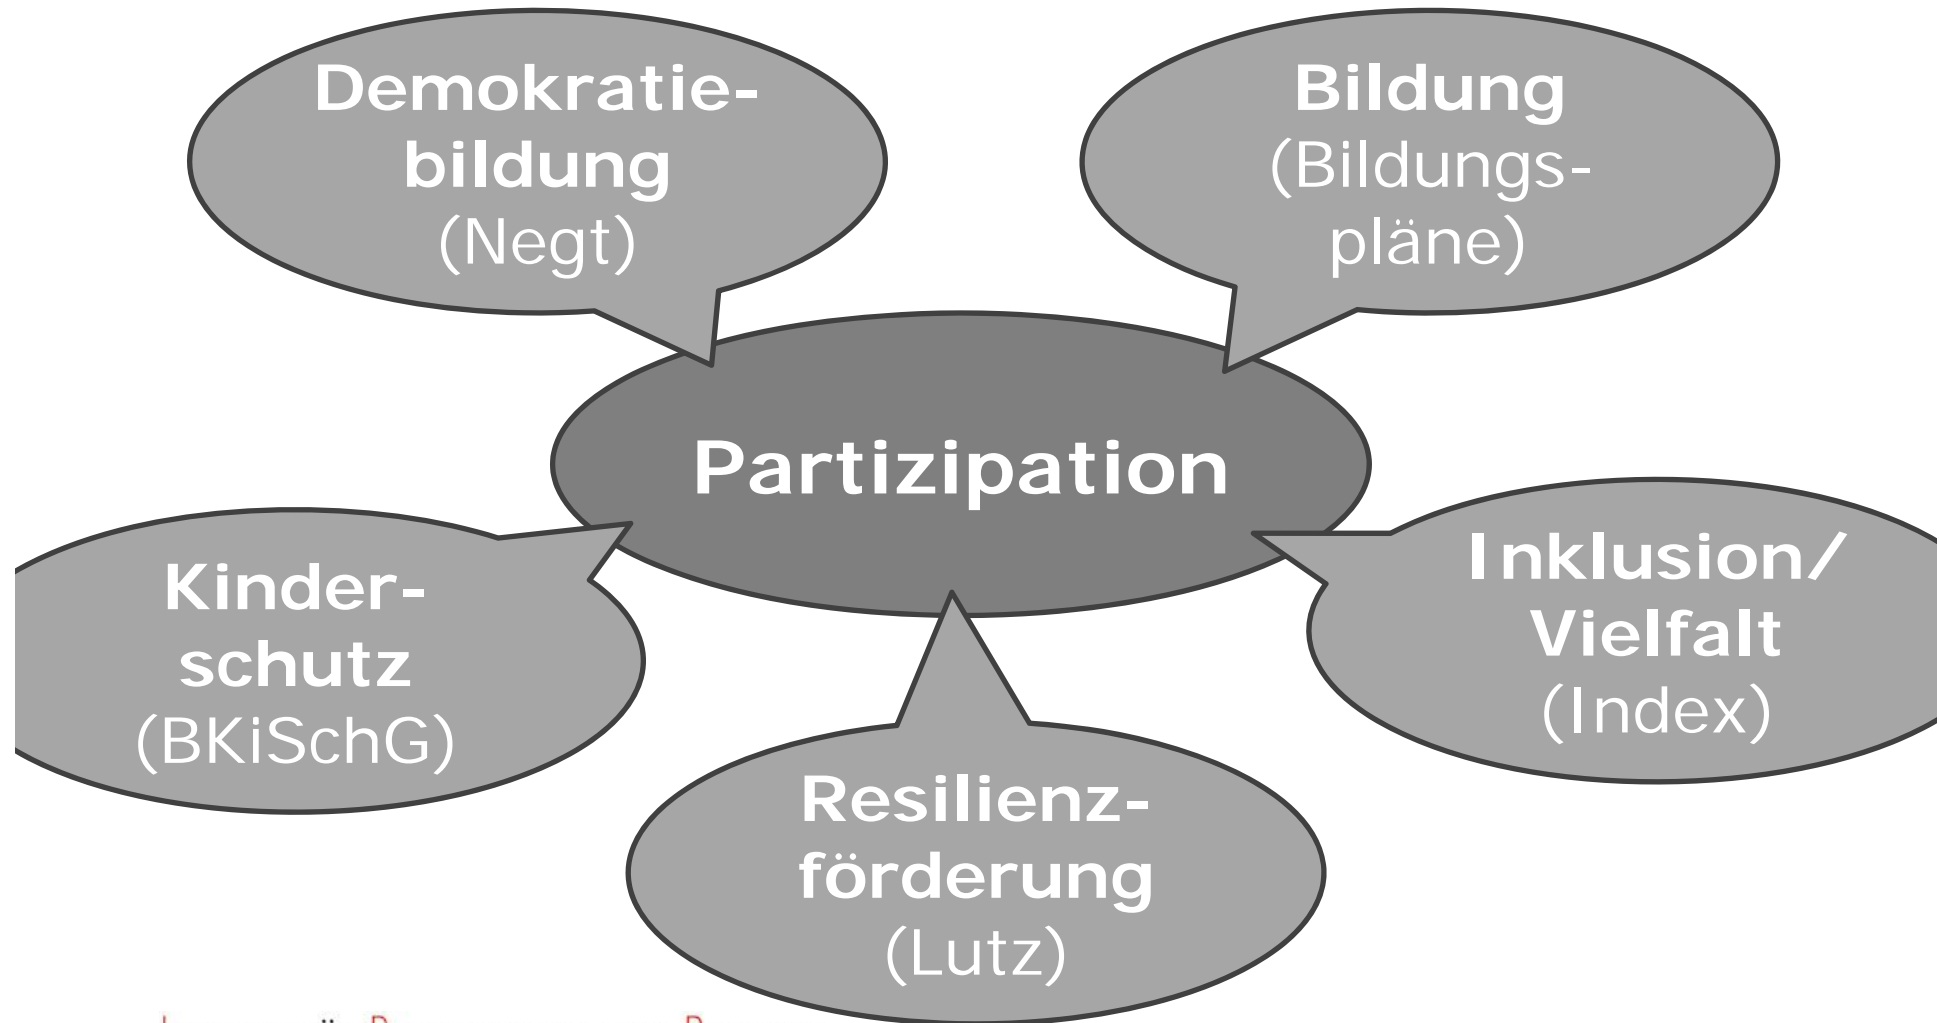 Demokratie-
bildung
(Negt)
Bildung
(Bildungs-
pläne)
Partizipation
Kinder-
schutz
(BKiSchG)
Inklusion/
Vielfalt
(Index)
Resilienz-
förderung
(Lutz)